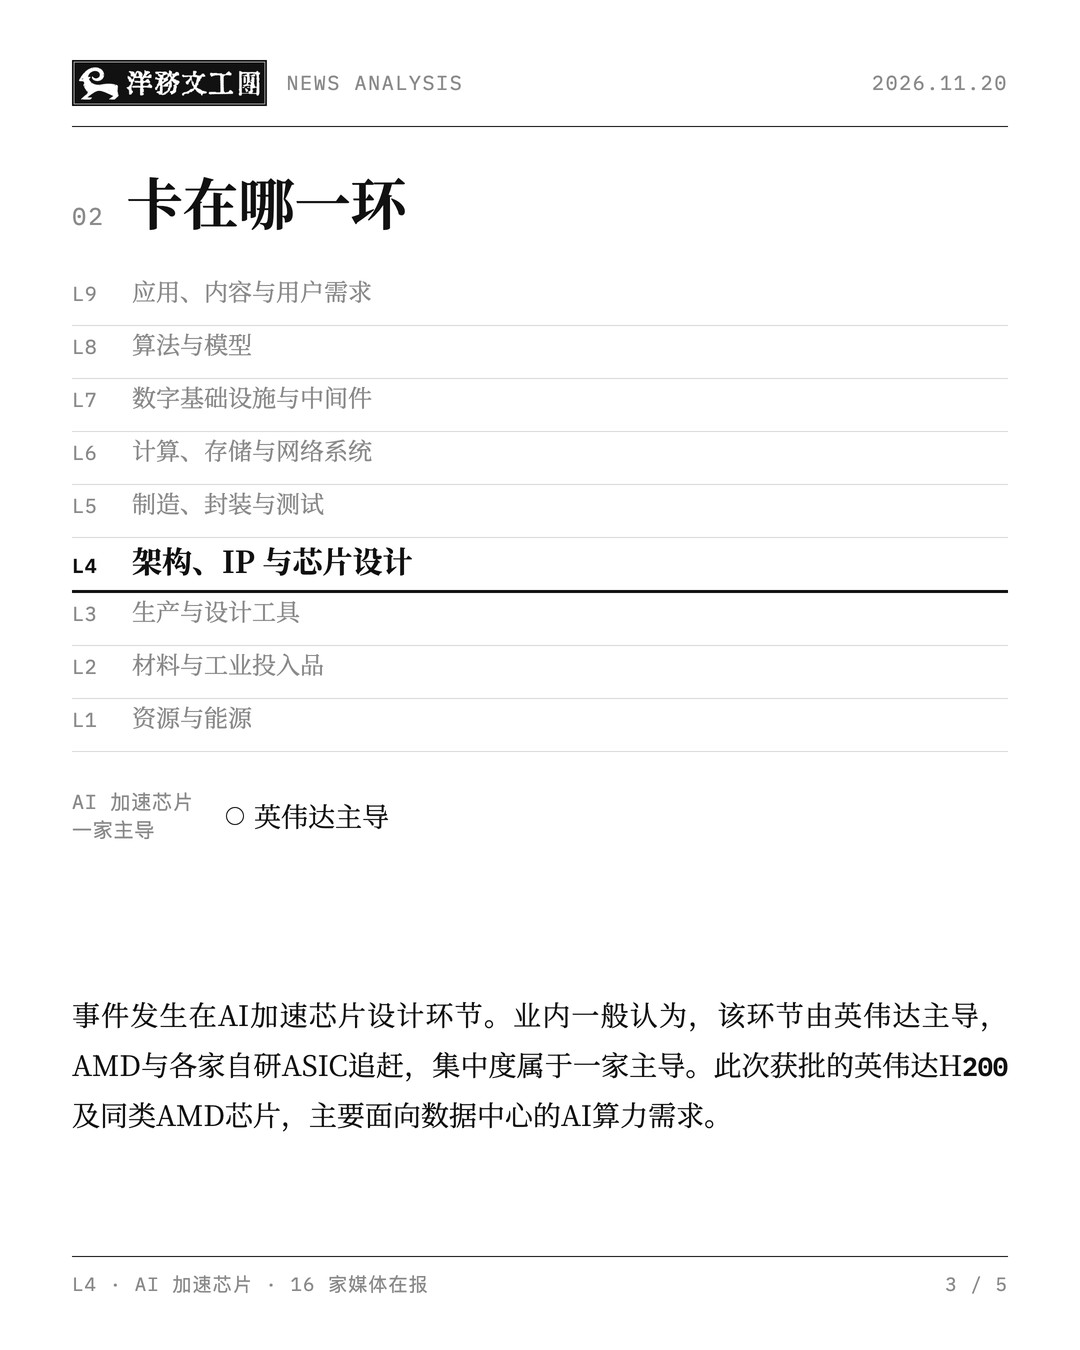 洋務文工團 NEWS ANALYSIS 2026.11.20
02 卡在哪一环
L9 应用、内容与用户需求
L8 算法与模型
L7 数字基础设施与中间件
L6 计算、存储与网络系统
L5 制造、封装与测试
L4 架构、IP 与芯片设计
L3 生产与设计工具
L2 材料与工业投入品
L1 资源与能源
AI 加速芯片
一家主导
○ 英伟达主导
事件发生在AI加速芯片设计环节。业内一般认为，该环节由英伟达主导，
AMD与各家自研ASIC追赶，集中度属于一家主导。此次获批的英伟达H200
及同类AMD芯片，主要面向数据中心的AI算力需求。
L4 · AI 加速芯片 · 16 家媒体在报 3 / 5